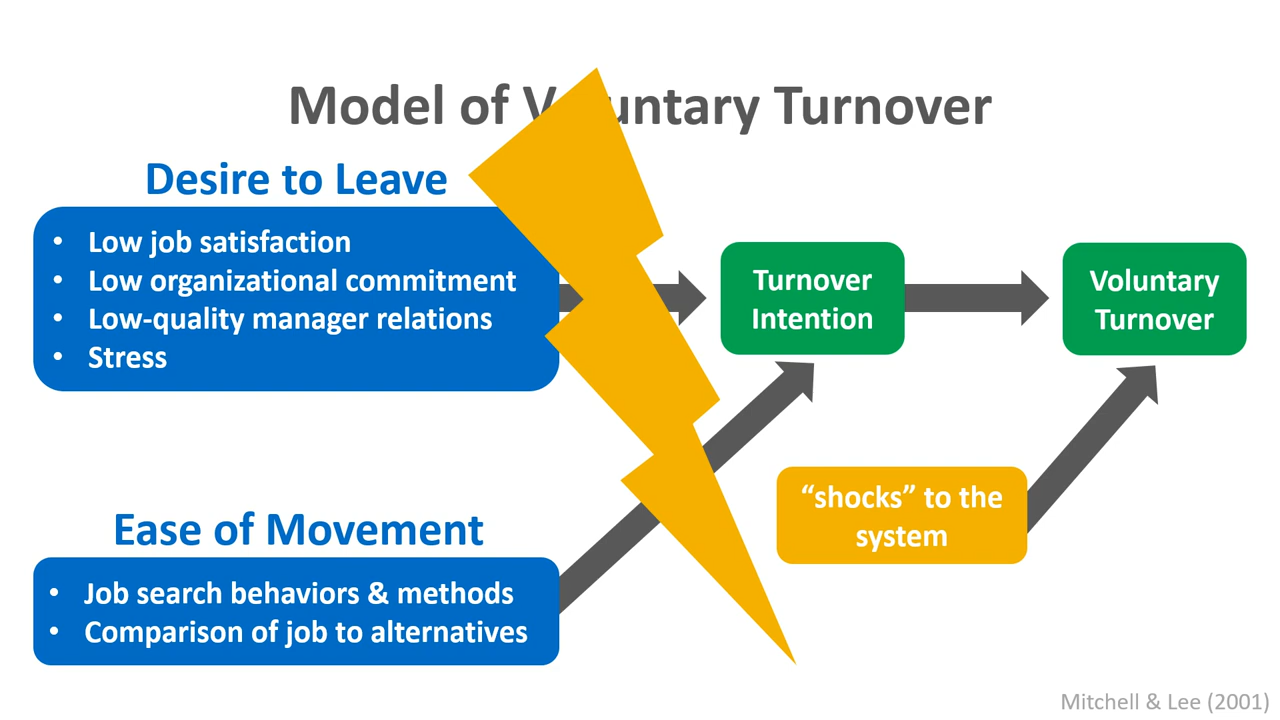 Model of V untary Turnover
Desire to Leave
• Low job satisfaction
• Low organizational commitment
• Low-quality manager relations
• Stress
Turnover
Intention
Voluntary
Turnover
Ease of Movement
• Job search behaviors & methods
• Comparison of job to alternatives
“shocks” to the
system
Mitchell & Lee (2001)